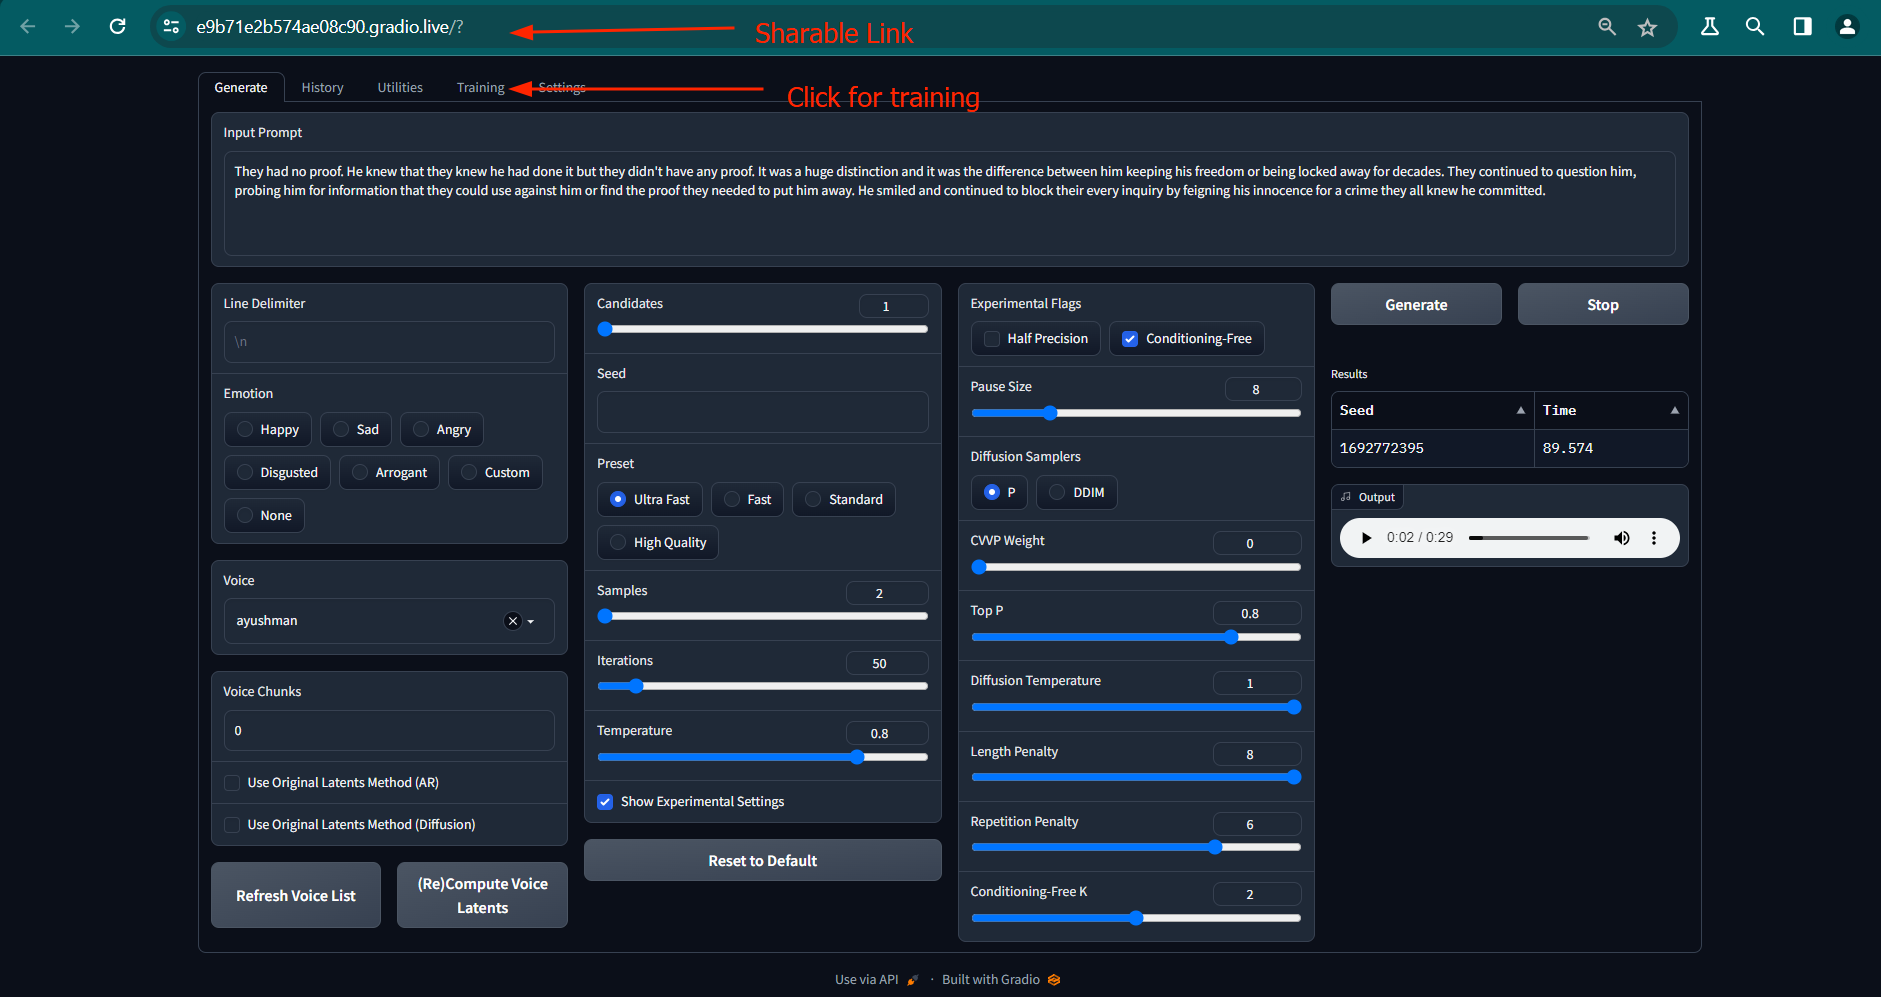 e9b71e2b574ae08c90.gradio.live/?
Sharable Link
Generate
History
Utilities
Training
Settings
Click for training
Input Prompt
They had no proof. He knew that they knew he had done it but they didn't have any proof. It was a huge distinction and it was the difference between him keeping his freedom or being locked away for decades. They continued to question him,
probing him for information that they could use against him or find the proof they needed to put him away. He smiled and continued to block their every inquiry by feigning his innocence for a crime they all knew he committed.
Line Delimiter
\n
Emotion
Happy
Sad
Angry
Disgusted
Arrogant
Custom
None
Voice
ayushman
Voice Chunks
0
Use Original Latents Method (AR)
Use Original Latents Method (Diffusion)
Refresh Voice List
(Re)Compute Voice
Latents
Candidates
1
Seed
Preset
Ultra Fast
Fast
Standard
High Quality
Samples
2
Iterations
50
Temperature
0.8
Show Experimental Settings
Reset to Default
Experimental Flags
Half Precision
Conditioning-Free
Pause Size
8
Diffusion Samplers
P
DDIM
CVVP Weight
0
Top P
0.8
Diffusion Temperature
1
Length Penalty
8
Repetition Penalty
6
Conditioning-Free K
2
Generate
Stop
Results
Seed
Time
1692772395
89.574
Output
0:02 / 0:29
Use via API
·
Built with Gradio